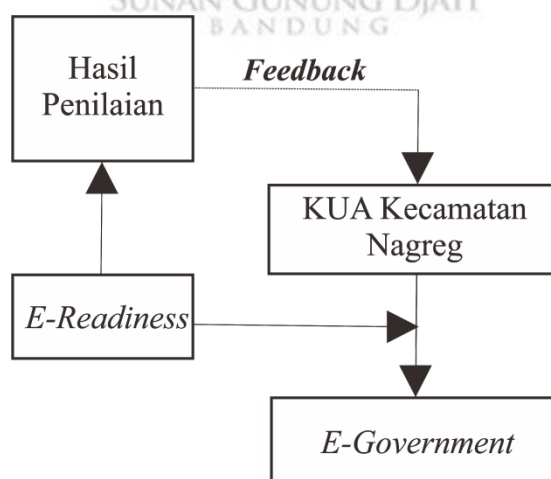 SUNAN GUNUNG DJATI
BANDUNG
Hasil
Penilaian
Feedback
KUA Kecamatan
Nagreg
E-Readiness
E-Government